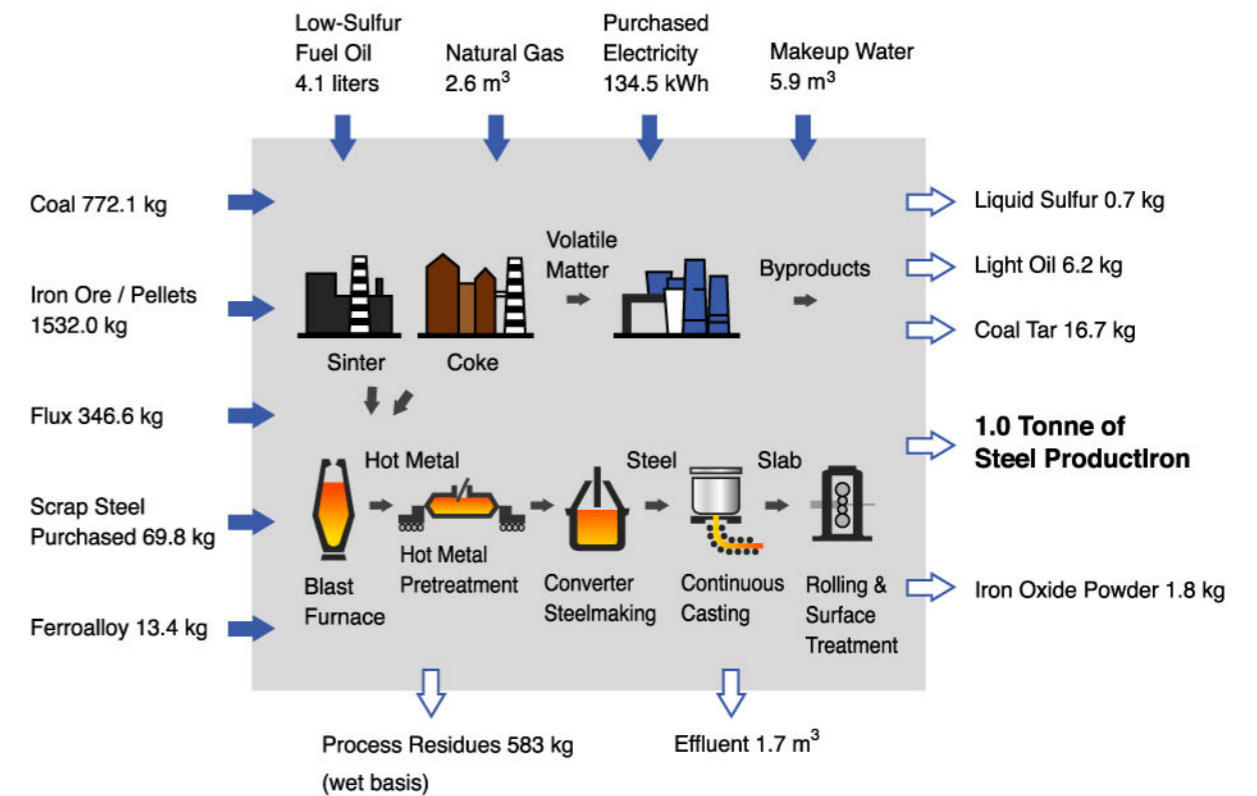 Low-Sulfur
Fuel Oil
4.1 liters
Natural Gas
2.6 m³
Purchased
Electricity
134.5 kWh
Makeup Water
5.9 m³
Coal 772.1 kg
Iron Ore / Pellets
1532.0 kg
Flux 346.6 kg
Scrap Steel
Purchased 69.8 kg
Ferroalloy 13.4 kg
Sinter
Coke
Volatile
Matter
Byproducts
Hot Metal
Steel
Slab
Blast
Furnace
Hot Metal
Pretreatment
Converter
Steelmaking
Continuous
Casting
Rolling &
Surface
Treatment
Liquid Sulfur 0.7 kg
Light Oil 6.2 kg
Coal Tar 16.7 kg
1.0 Tonne of
Steel ProductIron
Iron Oxide Powder 1.8 kg
Process Residues 583 kg
(wet basis)
Effluent 1.7 m³